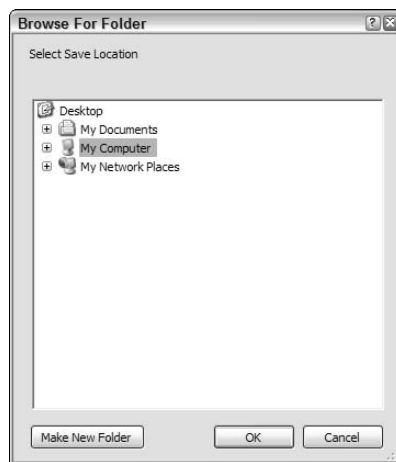 Browse For Folder
Select Save Location
Desktop
My Documents
My Computer
My Network Places
Make New Folder
OK
Cancel